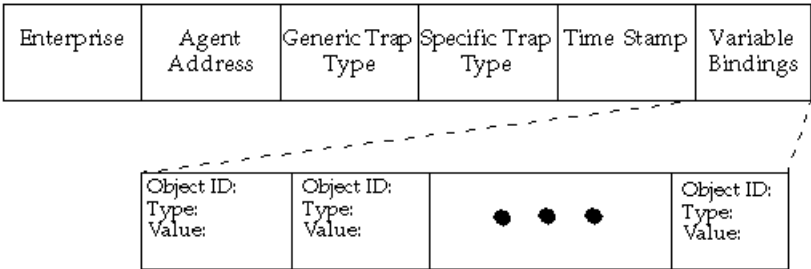 Enterprise
Agent
Address
Generic Trap
Type
Specific Trap
Type
Time Stamp
Variable
Bindings
Object ID:
Type:
Value:
Object ID:
Type:
Value:
Object ID:
Type:
Value: